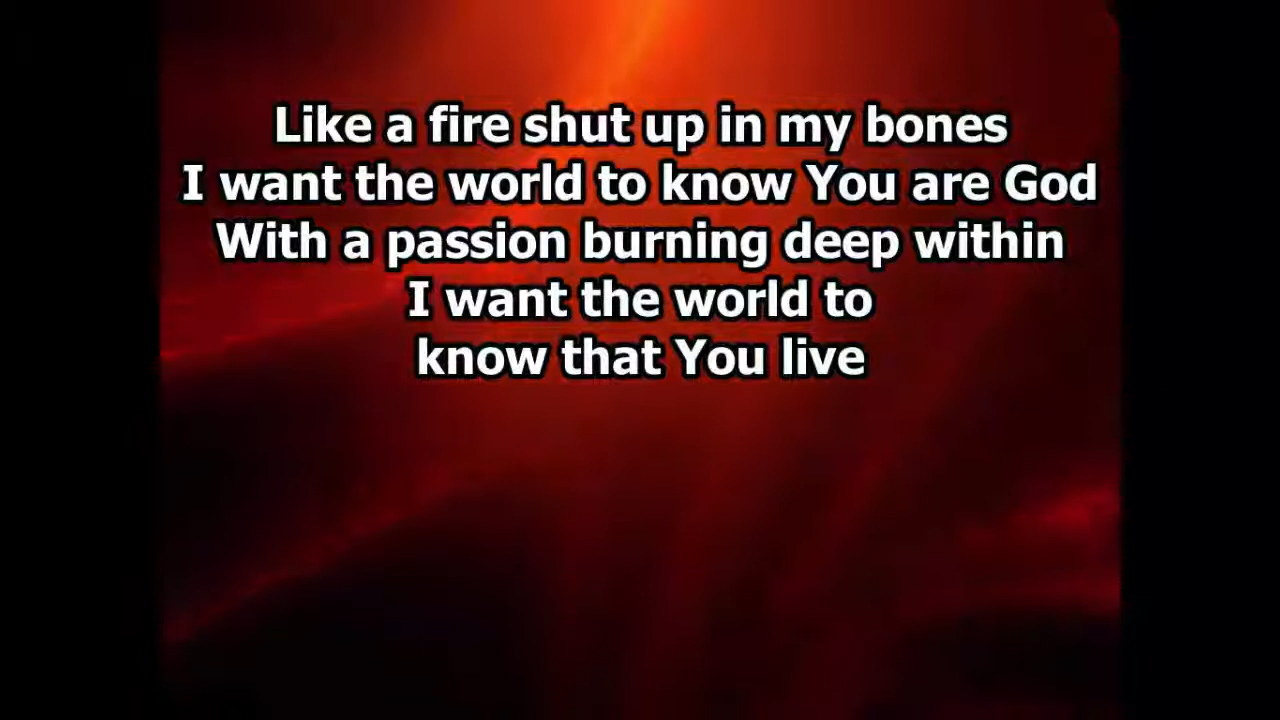 Like a fire shut up in my bones
I want the world to know You are God
With a passion burning deep within
I want the world to
know that You live